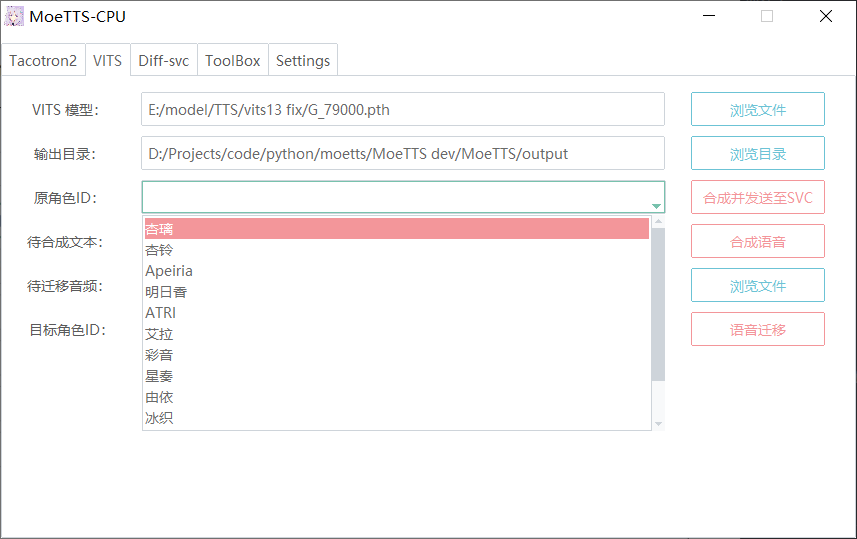 MoeTTS-CPU
Tacotron2 VITS Diff-svc ToolBox Settings
VITS 模型: E:/model/TTS/vits13 fix/G_79000.pth 浏览文件
输出目录: D:/Projects/code/python/moetts/MoeTTS dev/MoeTTS/output 浏览目录
原角色ID: 合成并发送至SVC
杏璃
待合成文本: 杏铃 合成语音
Apeiria
待迁移音频: 明日香 浏览文件
ATRI
目标角色ID: 艾拉 语音迁移
彩音
星奏
由依
冰织